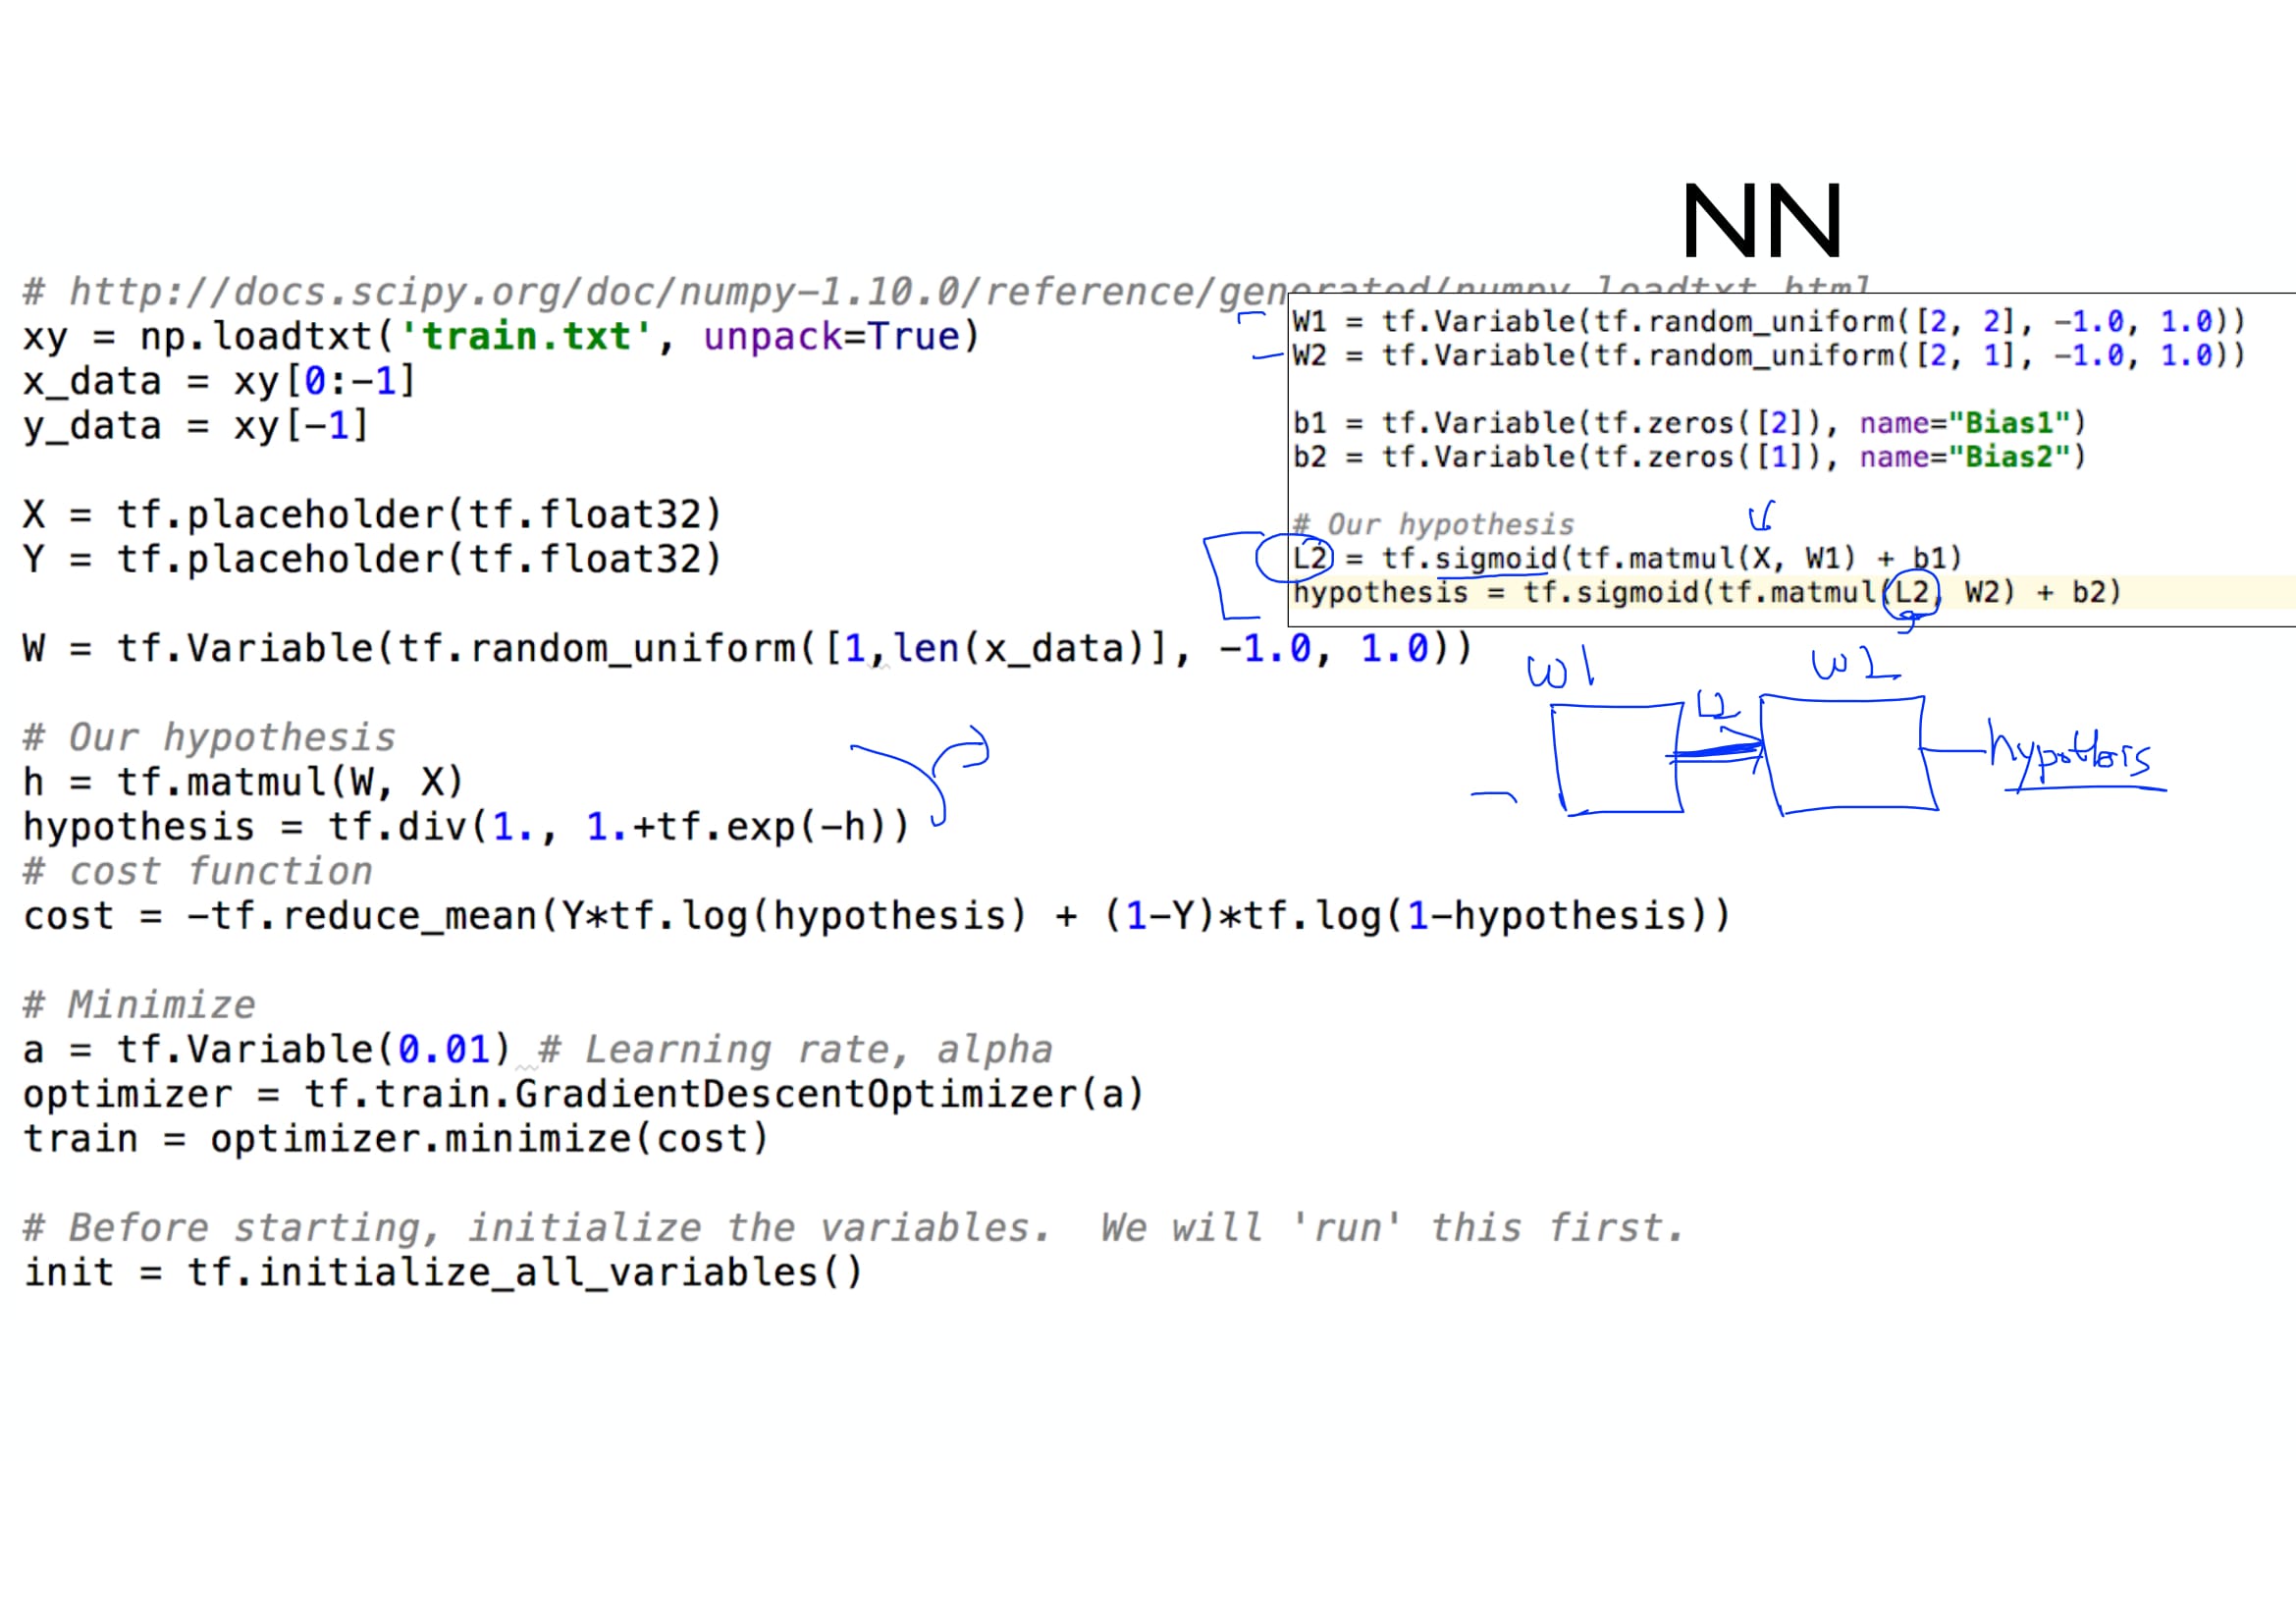 NN
# http://docs.scipy.org/doc/numpy-1.10.0/reference/generated/numpy.loadtxt.html
xy = np.loadtxt('train.txt', unpack=True)
x_data = xy[0:-1]
y_data = xy[-1]
X = tf.placeholder(tf.float32)
Y = tf.placeholder(tf.float32)
W = tf.Variable(tf.random_uniform([1,len(x_data)], -1.0, 1.0))
# Our hypothesis
h = tf.matmul(W, X)
hypothesis = tf.div(1., 1.+tf.exp(-h))
# cost function
cost = -tf.reduce_mean(Y*tf.log(hypothesis) + (1-Y)*tf.log(1-hypothesis))
# Minimize
a = tf.Variable(0.01) # Learning rate, alpha
optimizer = tf.train.GradientDescentOptimizer(a)
train = optimizer.minimize(cost)
# Before starting, initialize the variables.  We will 'run' this first.
init = tf.initialize_all_variables()
W1 = tf.Variable(tf.random_uniform([2, 2], -1.0, 1.0))
W2 = tf.Variable(tf.random_uniform([2, 1], -1.0, 1.0))
b1 = tf.Variable(tf.zeros([2]), name="Bias1")
b2 = tf.Variable(tf.zeros([1]), name="Bias2")
# Our hypothesis
L2 = tf.sigmoid(tf.matmul(X, W1) + b1)
hypothesis = tf.sigmoid(tf.matmul(L2, W2) + b2)
W1
W2
L2